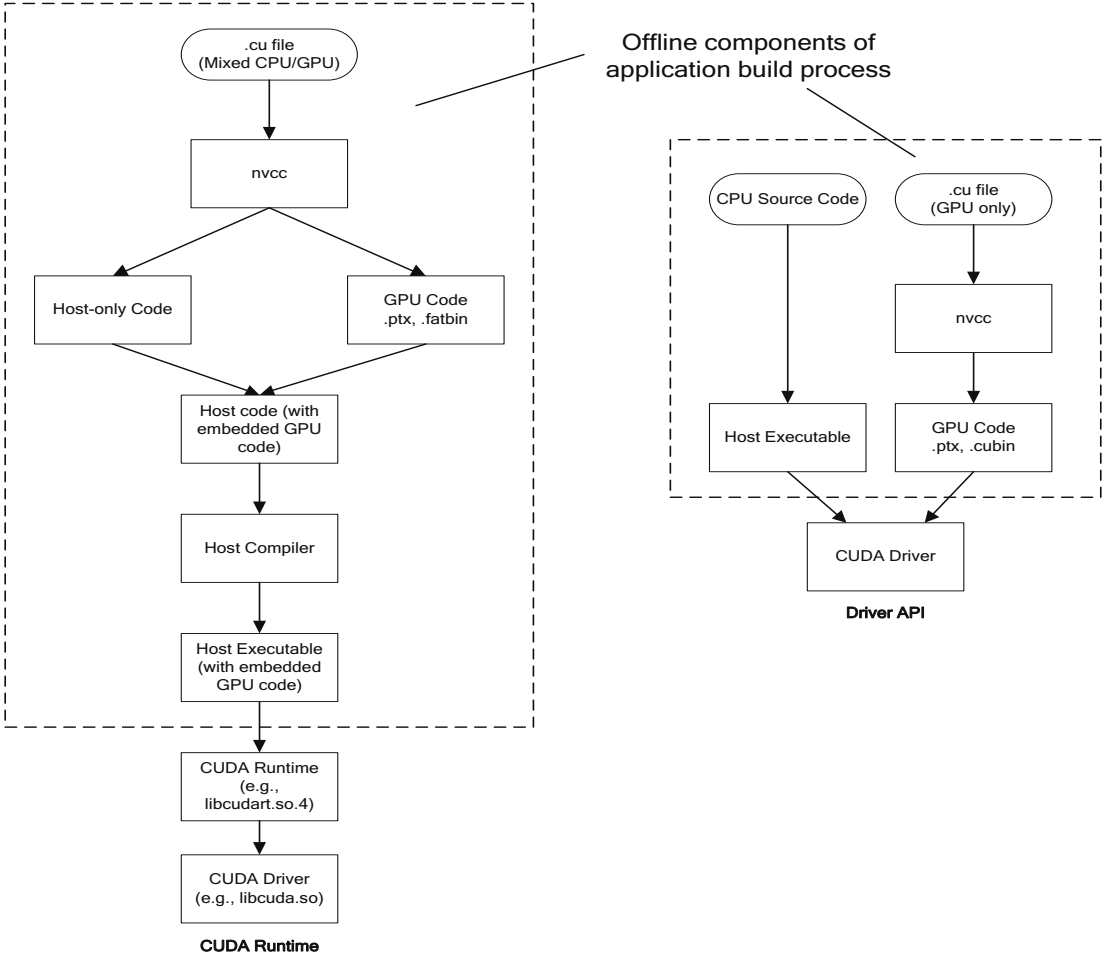 .cu file
(Mixed CPU/GPU)
nvcc
Host-only Code
GPU Code
.ptx, .fatbin
Host code (with
embedded GPU
code)
Host Compiler
Host Executable
(with embedded
GPU code)
CUDA Runtime
(e.g.,
libcudart.so.4)
CUDA Driver
(e.g., libcuda.so)
CUDA Runtime
Offline components of
application build process
CPU Source Code
.cu file
(GPU only)
nvcc
Host Executable
GPU Code
.ptx, .cubin
CUDA Driver
Driver API